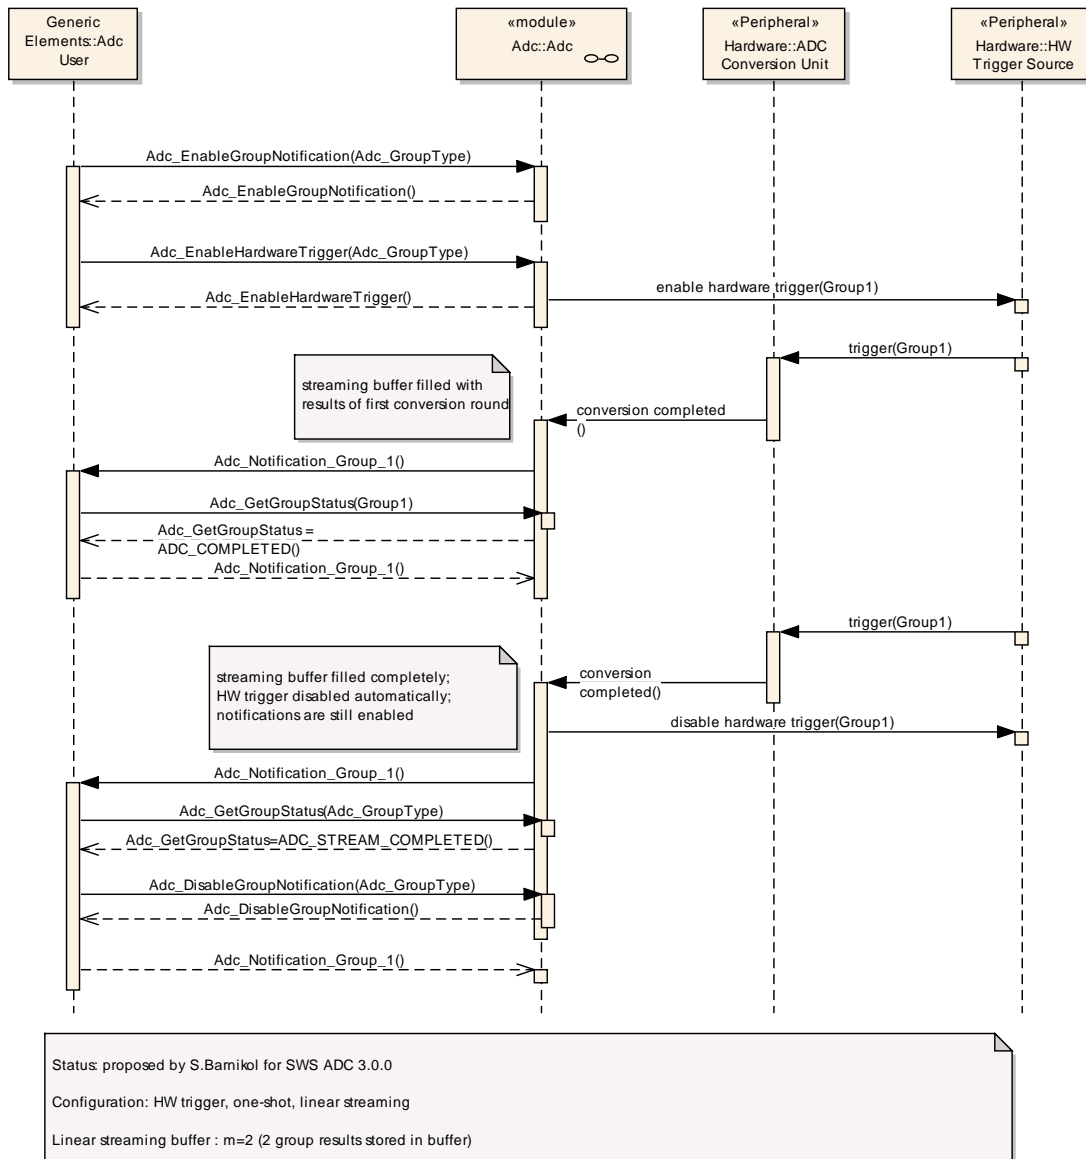 Generic
Elements::Adc
User
«module»
Adc::Adc
«Peripheral»
Hardware::ADC
Conversion Unit
«Peripheral»
Hardware::HW
Trigger Source
Adc_EnableGroupNotification(Adc_GroupType)
Adc_EnableGroupNotification()
Adc_EnableHardwareTrigger(Adc_GroupType)
enable hardware trigger(Group1)
Adc_EnableHardwareTrigger()
trigger(Group1)
streaming buffer filled with
results of first conversion round
conversion completed
()
Adc_Notification_Group_1()
Adc_GetGroupStatus(Group1)
Adc_GetGroupStatus=
ADC_COMPLETED()
Adc_Notification_Group_1()
trigger(Group1)
streaming buffer filled completely;
HW trigger disabled automatically;
notifications are still enabled
conversion
completed()
disable hardware trigger(Group1)
Adc_Notification_Group_1()
Adc_GetGroupStatus(Adc_GroupType)
Adc_GetGroupStatus=ADC_STREAM_COMPLETED()
Adc_DisableGroupNotification(Adc_GroupType)
Adc_DisableGroupNotification()
Adc_Notification_Group_1()
Status: proposed by S.Barnikol for SWS ADC 3.0.0
Configuration: HW trigger, one-shot, linear streaming
Linear streaming buffer : m=2 (2 group results stored in buffer)